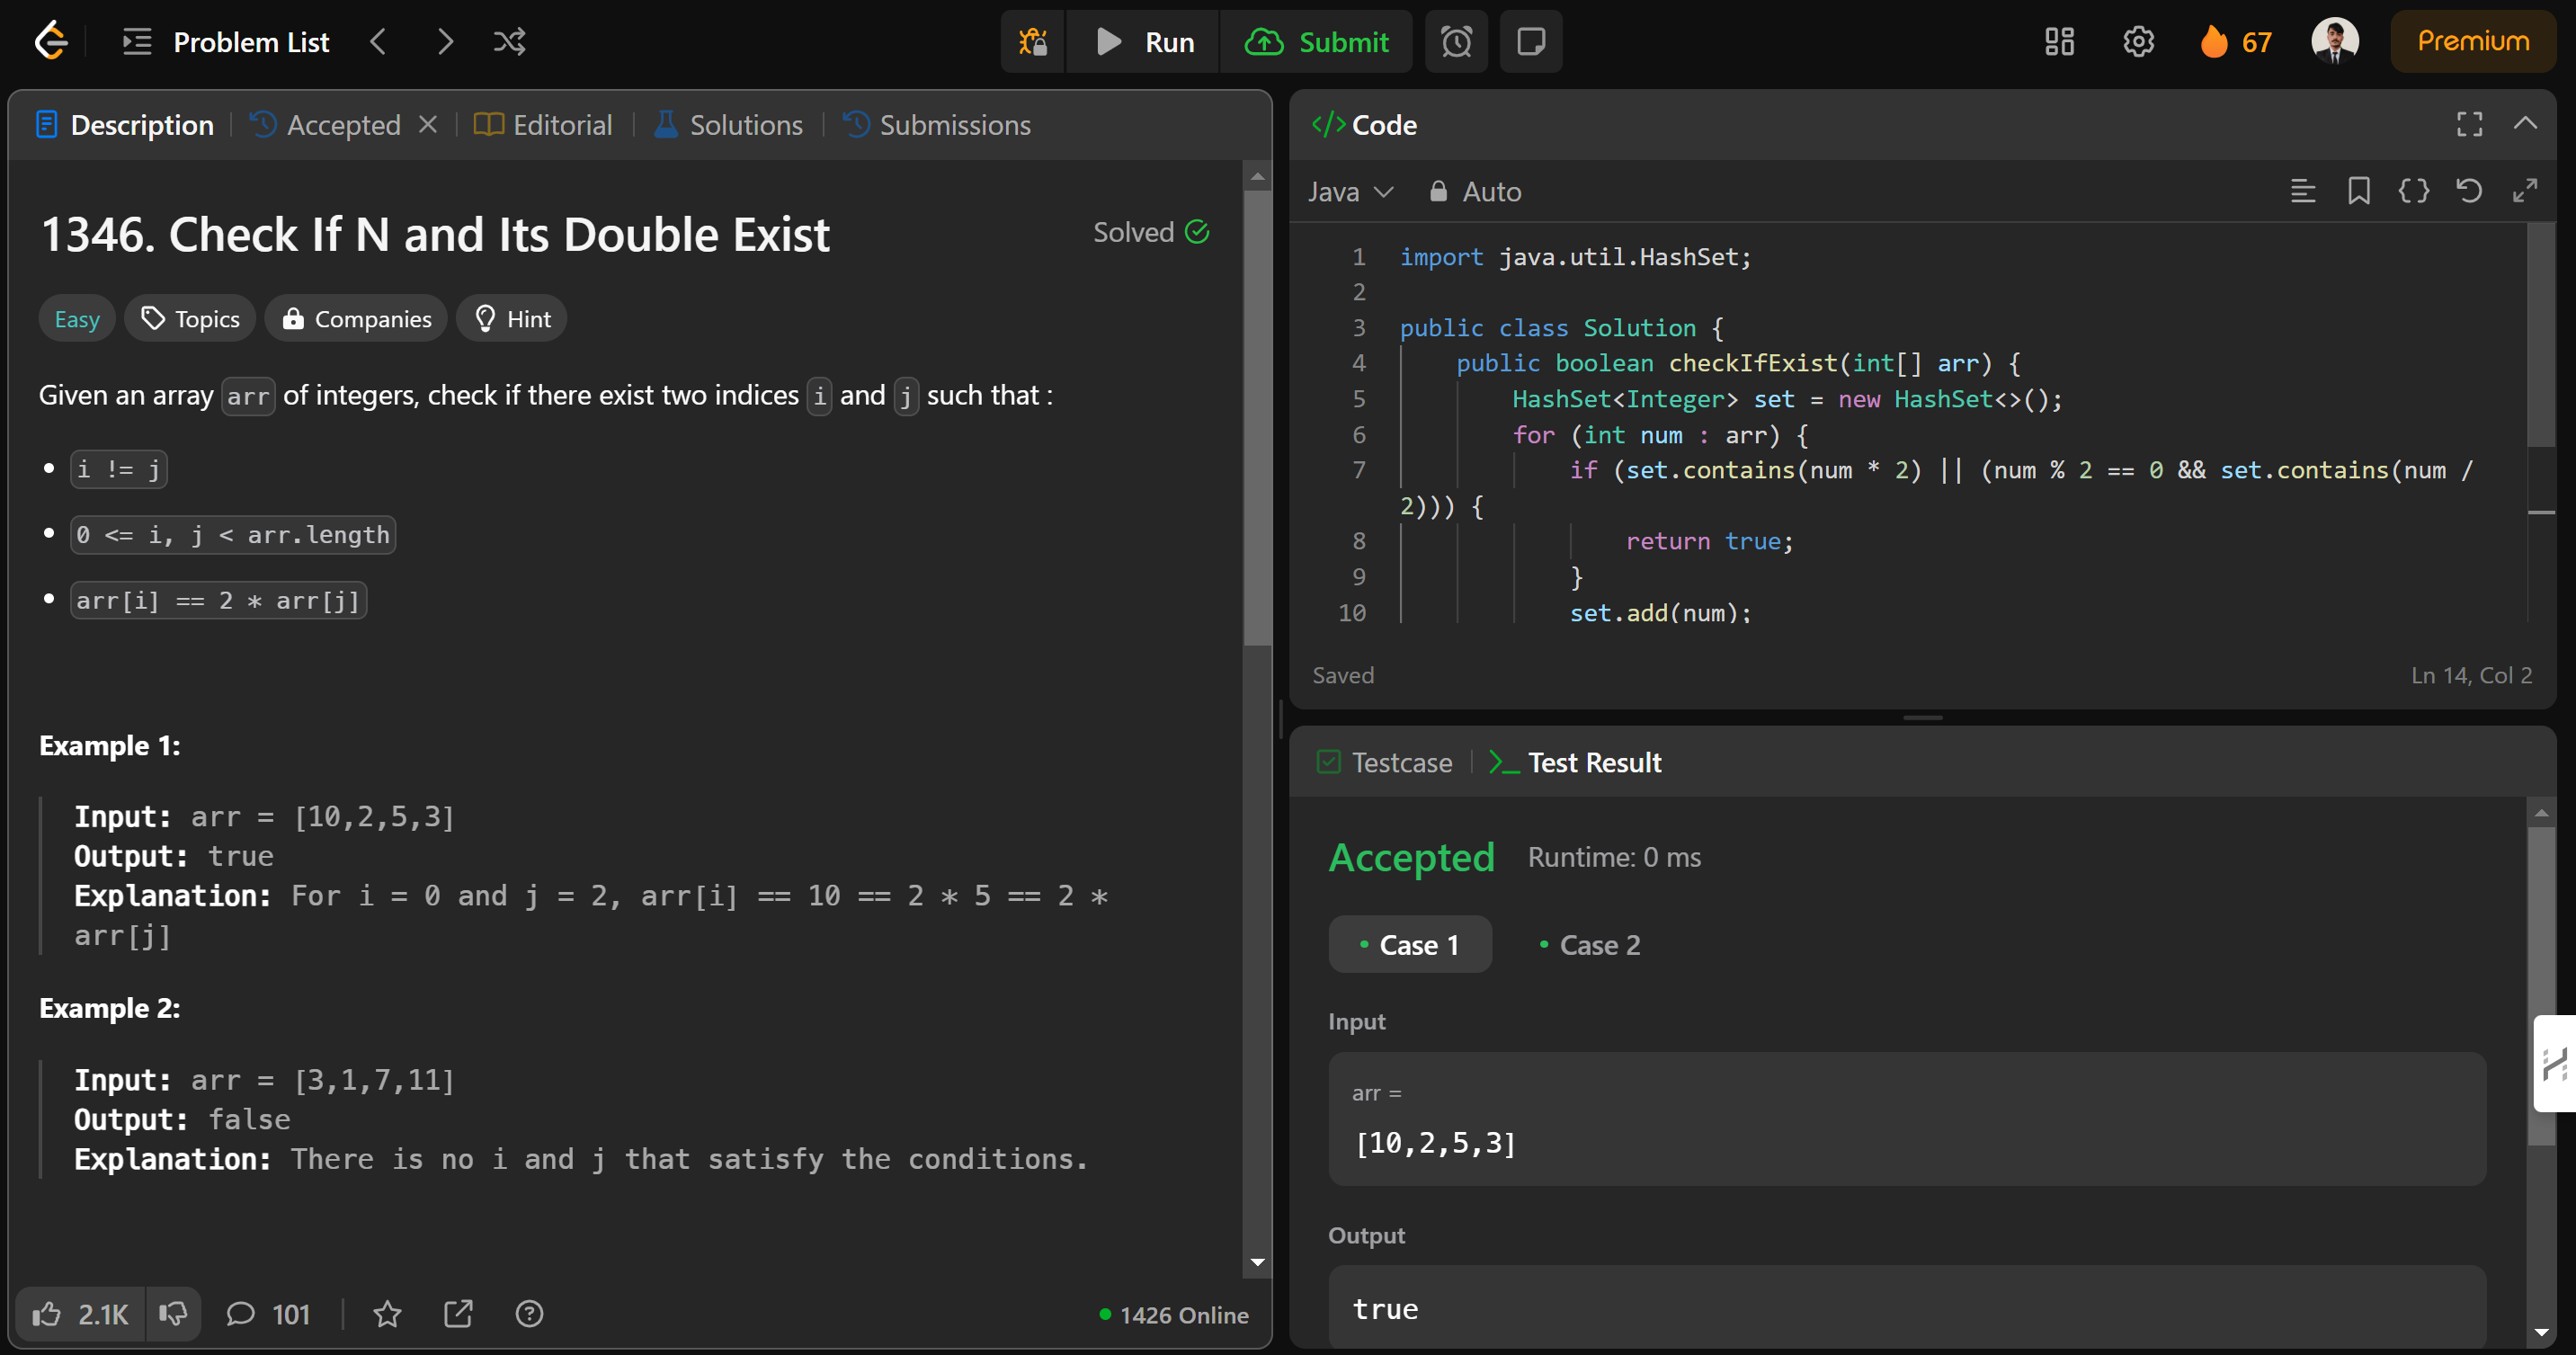 Problem List
Run
Submit
67
Premium
Description
Accepted
Editorial
Solutions
Submissions
1346. Check If N and Its Double Exist
Solved
Easy
Topics
Companies
Hint
Given an array arr of integers, check if there exist two indices i and j such that :
• i != j
• 0 <= i, j < arr.length
• arr[i] == 2 * arr[j]
Example 1:
Input: arr = [10,2,5,3]
Output: true
Explanation: For i = 0 and j = 2, arr[i] == 10 == 2 * 5 == 2 *
arr[j]
Example 2:
Input: arr = [3,1,7,11]
Output: false
Explanation: There is no i and j that satisfy the conditions.
2.1K
101
1426 Online
</> Code
Java
Auto
1 import java.util.HashSet;
2
3 public class Solution {
4 public boolean checkIfExist(int[] arr) {
5 HashSet<Integer> set = new HashSet<>();
6 for (int num : arr) {
7 if (set.contains(num * 2) || (num % 2 == 0 && set.contains(num /
2))) {
8 return true;
9 }
10 set.add(num);
Saved
Ln 14, Col 2
Testcase
Test Result
Accepted
Runtime: 0 ms
• Case 1
• Case 2
Input
arr =
[10,2,5,3]
Output
true